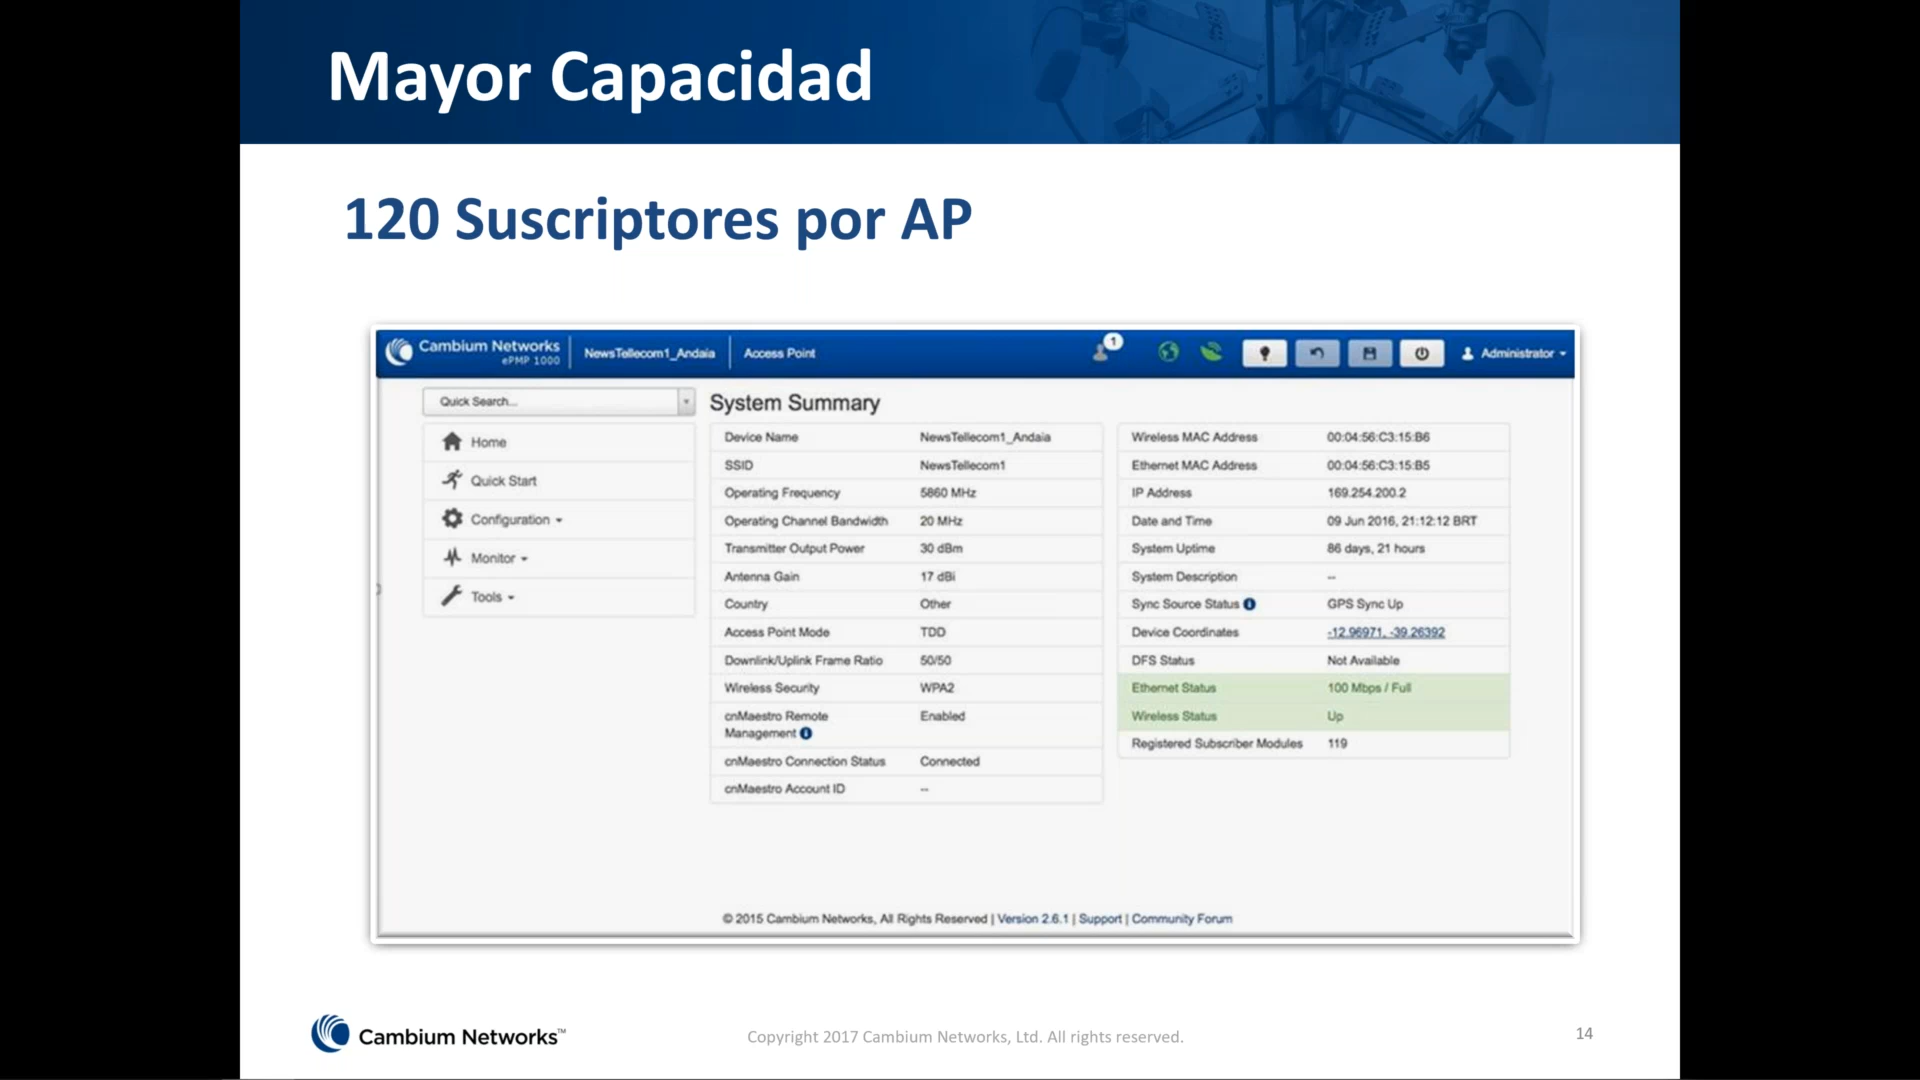 Mayor Capacidad
120 Suscriptores por AP
Cambium Networks
ePMP 1000
NewsTellecom1_Andaia
Access Point
1
Administrator
Quick Search...
Home
Quick Start
Configuration
Monitor
Tools
System Summary
Device Name NewsTellecom1_Andaia
SSID NewsTellecom1
Operating Frequency 5860 MHz
Operating Channel Bandwidth 20 MHz
Transmitter Output Power 30 dBm
Antenna Gain 17 dBi
Country Other
Access Point Mode TDD
Downlink/Uplink Frame Ratio 50/50
Wireless Security WPA2
cnMaestro Remote Enabled
Management
cnMaestro Connection Status Connected
cnMaestro Account ID --
Wireless MAC Address 00:04:56:C3:15:B6
Ethernet MAC Address 00:04:56:C3:15:B5
IP Address 169.254.200.2
Date and Time 09 Jun 2016, 21:12:12 BRT
System Uptime 86 days, 21 hours
System Description --
Sync Source Status GPS Sync Up
Device Coordinates -12.96971, -39.26392
DFS Status Not Available
Ethernet Status 100 Mbps / Full
Wireless Status Up
Registered Subscriber Modules 119
© 2015 Cambium Networks, All Rights Reserved | Version 2.6.1 | Support | Community Forum
Cambium Networks™
Copyright 2017 Cambium Networks, Ltd. All rights reserved.
14